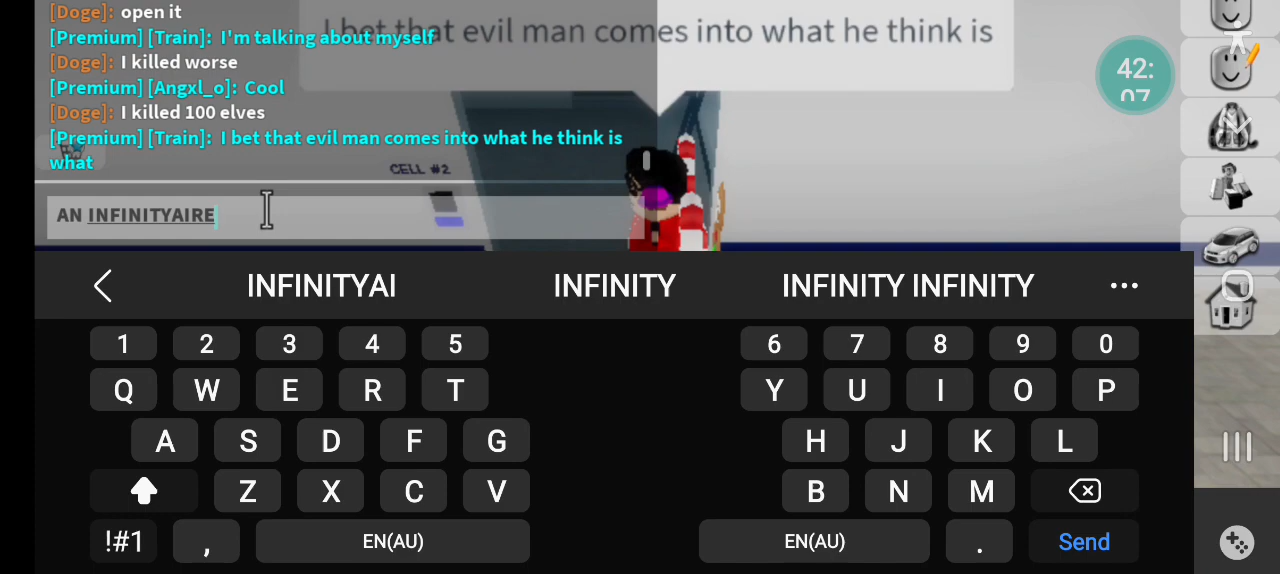 [Doge]: open it
I bet that evil man comes into what he think is
[Premium] [Train]: I'm talking about myself
[Doge]: I killed worse
42:
07
[Premium] [Angxl_o]: Cool
[Doge]: I killed 100 elves
[Premium] [Train]: I bet that evil man comes into what he think is
what
CELL #2
AN INFINITYAIRE
INFINITYAI INFINITY INFINITY INFINITY ...
1 2 3 4 5 6 7 8 9 0
Q W E R T Y U I O P
A S D F G H J K L
Z X C V B N M
!#1 , EN(AU) EN(AU) . Send